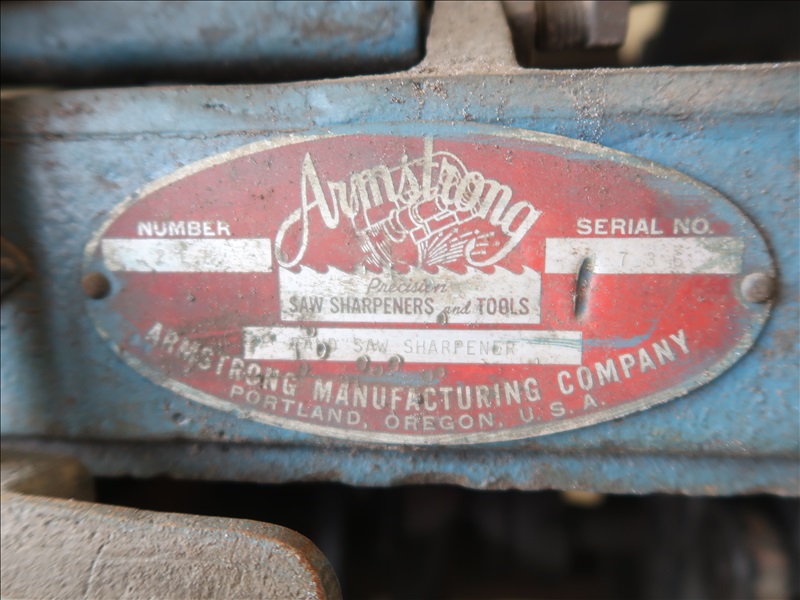 Armstrong
NUMBER
SERIAL NO.
Precision
SAW SHARPENERS and TOOLS
SAW SHARPENER
ARMSTRONG MANUFACTURING COMPANY
PORTLAND, OREGON, U.S.A.